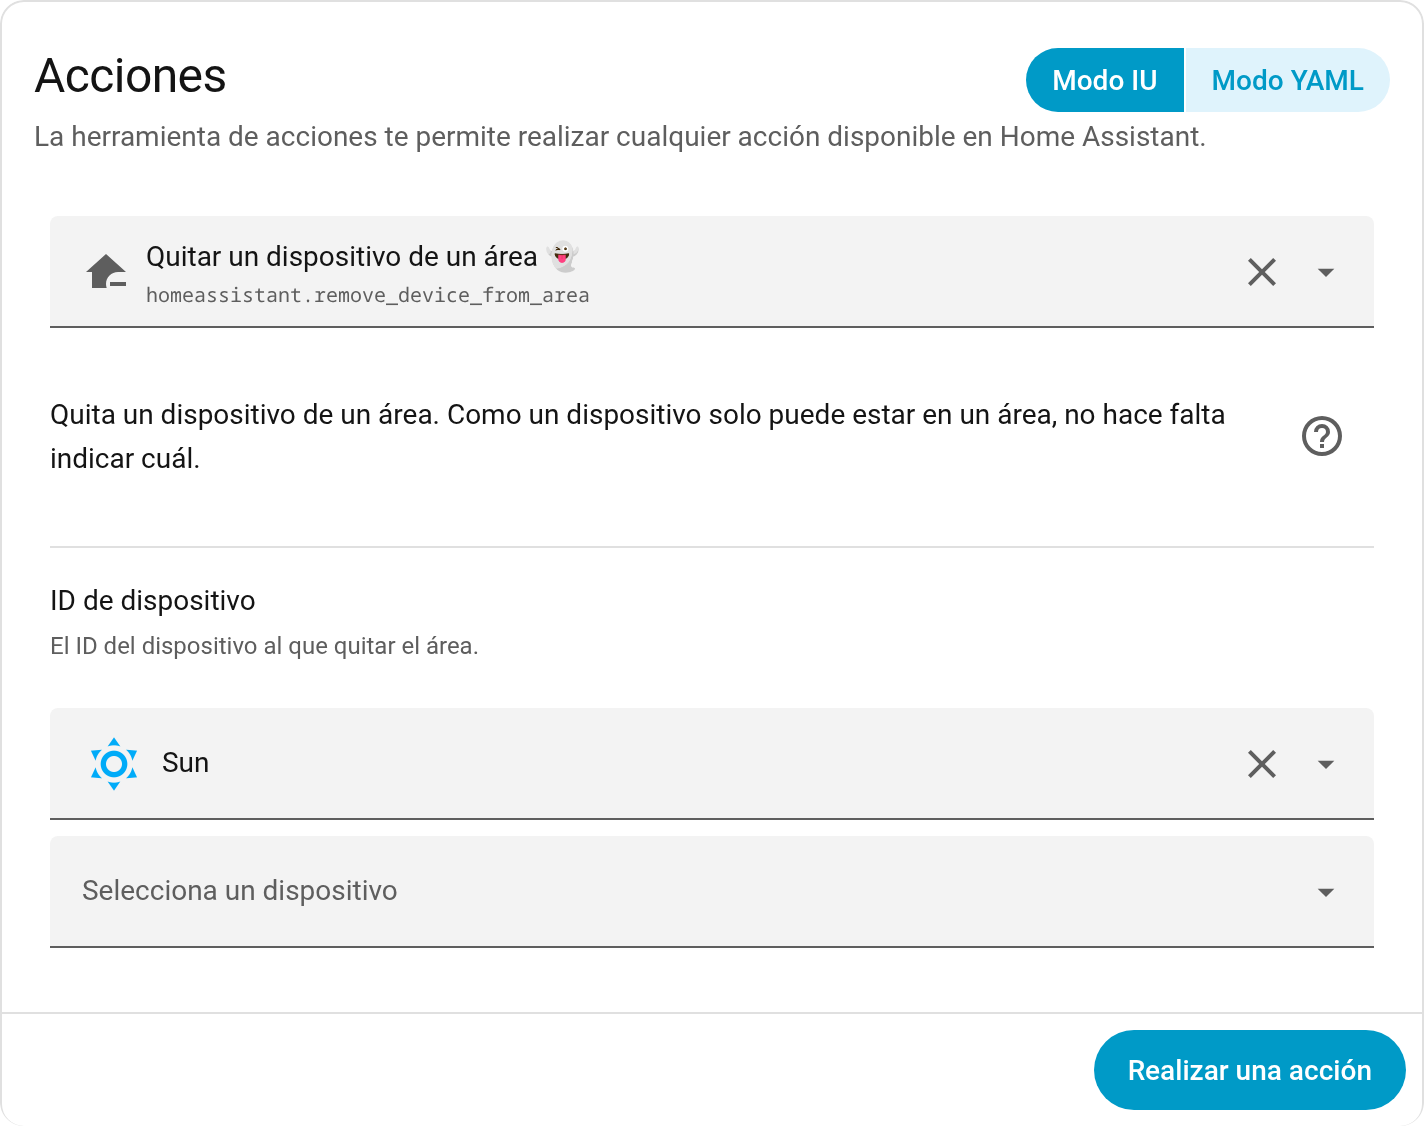 Acciones
Modo IU
Modo YAML
La herramienta de acciones te permite realizar cualquier acción disponible en Home Assistant.
Quitar un dispositivo de un área 👻
homeassistant.remove_device_from_area
Quita un dispositivo de un área. Como un dispositivo solo puede estar en un área, no hace falta
indicar cuál.
ID de dispositivo
El ID del dispositivo al que quitar el área.
Sun
Selecciona un dispositivo
Realizar una acción